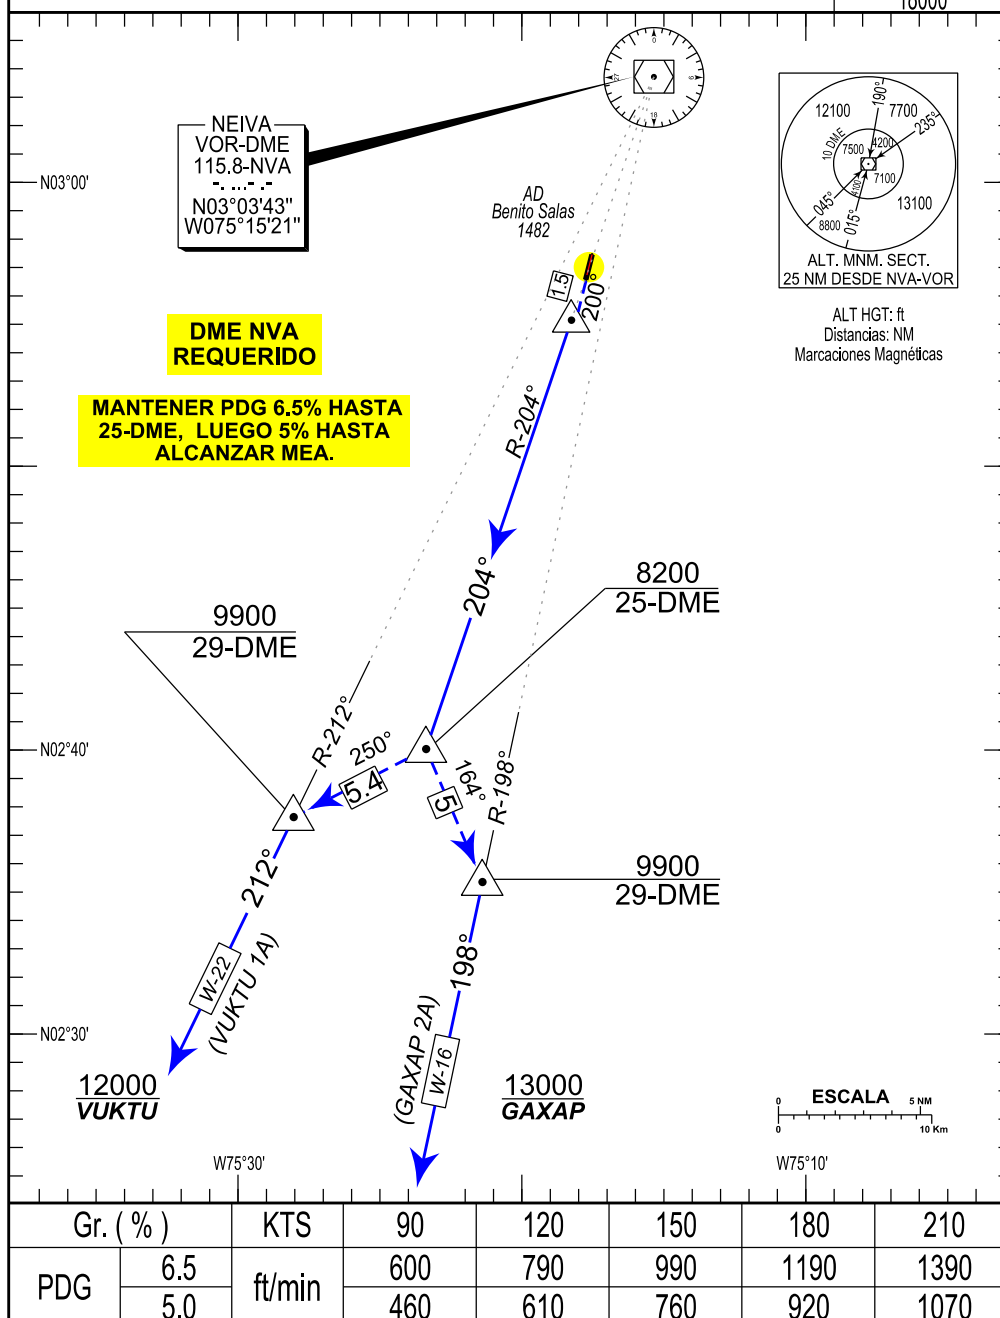 18000
NEIVA
VOR-DME
115.8-NVA
N03°03'43"
W075°15'21"
0
9
18
27
AD
Benito Salas
1482
12100
7700
190°
235°
10 DME
7500
4200
7100
4100
045°
015°
8800
13100
ALT. MNM. SECT.
25 NM DESDE NVA-VOR
ALT HGT: ft
Distancias: NM
Marcaciones Magnéticas
N03°00'
DME NVA
REQUERIDO
MANTENER PDG 6.5% HASTA
25-DME, LUEGO 5% HASTA
ALCANZAR MEA.
1.5
200°
R-204°
204°
8200
25-DME
9900
29-DME
R-212°
250°
5.4
164°
5
R-198°
N02°40'
9900
29-DME
212°
W-22
(VUKTU 1A)
198°
(GAXAP 2A)
W-16
N02°30'
12000
VUKTU
13000
GAXAP
ESCALA
0 5 NM
0 10 Km
W75°30'
W75°10'
Gr. ( % ) KTS 90 120 150 180 210
PDG 6.5 ft/min 600 790 990 1190 1390
5.0 460 610 760 920 1070